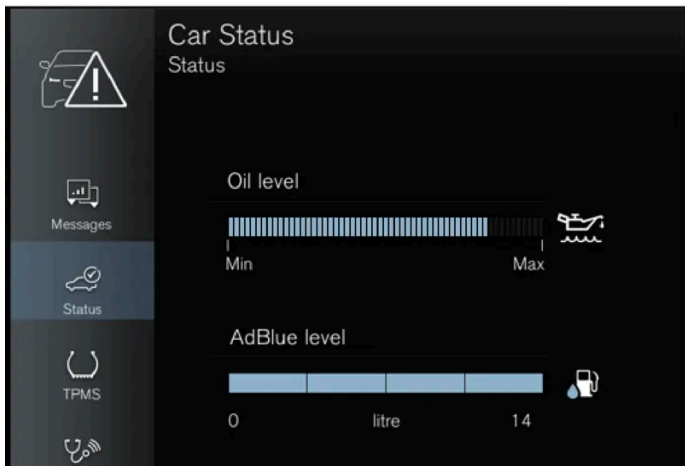 Car Status
Status
Messages
Status
TPMS
Oil level
Min Max
AdBlue level
0 litre 14